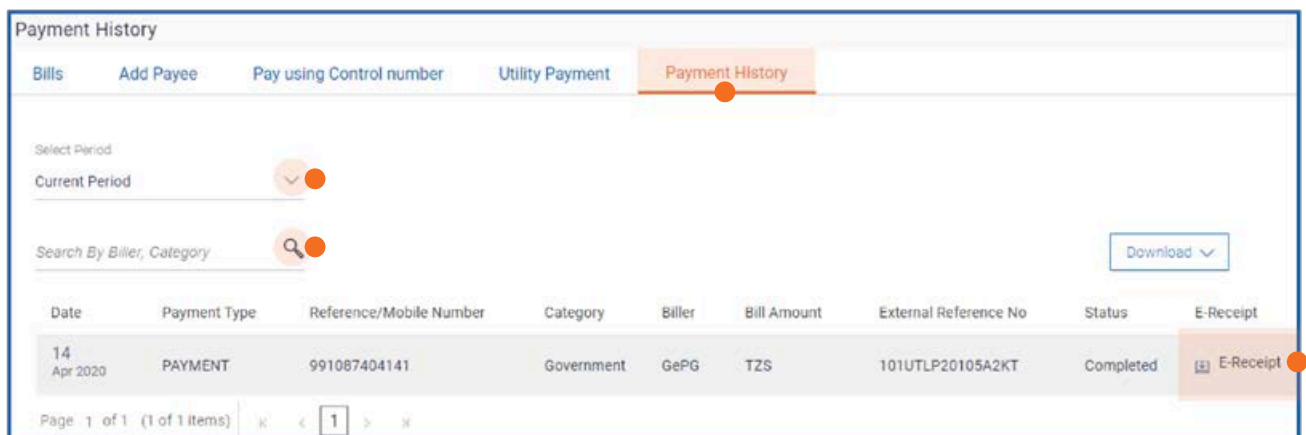 Payment History
Bills Add Payee Pay using Control number Utility Payment Payment History
Select Period
Current Period
Search By Biller, Category
Download
Date Payment Type Reference/Mobile Number Category Biller Bill Amount External Reference No Status E-Receipt
14
Apr 2020 PAYMENT 991087404141 Government GePG TZS 101UTLP20105A2KT Completed E-Receipt
Page 1 of 1 (1 of 1 items) 1